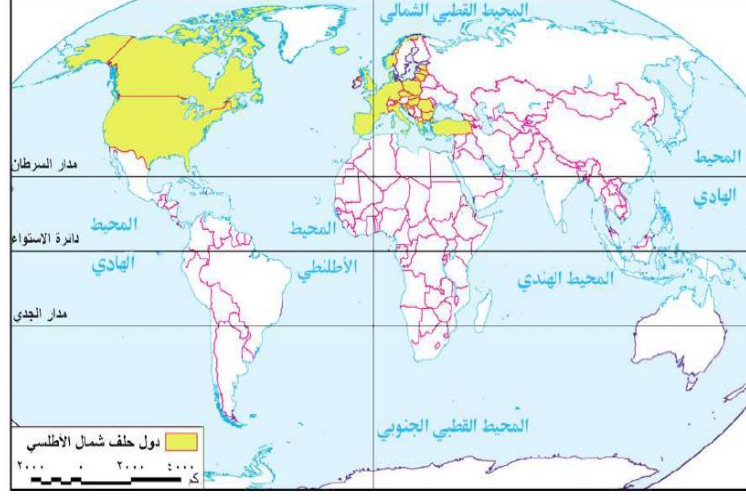 المحيط القطبي الشمالي
مدار السرطان
المحيط
الهادي
دائرة الاستواء
المحيط
الهادي
المحيط
الأطلنطي
المحيط الهندي
مدار الجدي
المحيط القطبي الجنوبي
دول حلف شمال الأطلسي
٢٠٠٠ ٠ ٢٠٠٠ ٤٠٠٠
كم